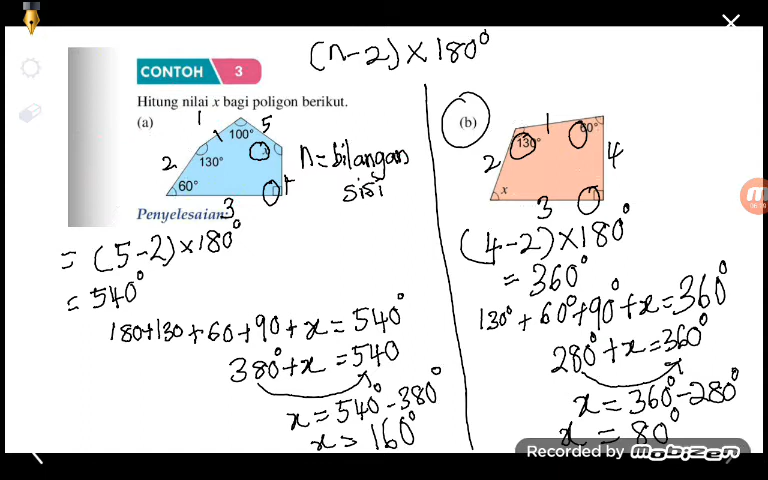 (n-2)×180°
CONTOH 3
Hitung nilai x bagi poligon berikut.
(a)
1
5
100°
x
2
130°
60°
4
3
n = bilangan
sisi
Penyelesaian:
= (5-2)×180°
= 540°
180+130+60+90+x=540°
380°+x=540
x=540°-380°
x=160°
(b)
1
130°
60°
2
4
x
3
(4-2)×180°
=360°
130°+60°+90°+x=360°
280°+x=360°
x=360°-280°
x=80°
Recorded by mobizen